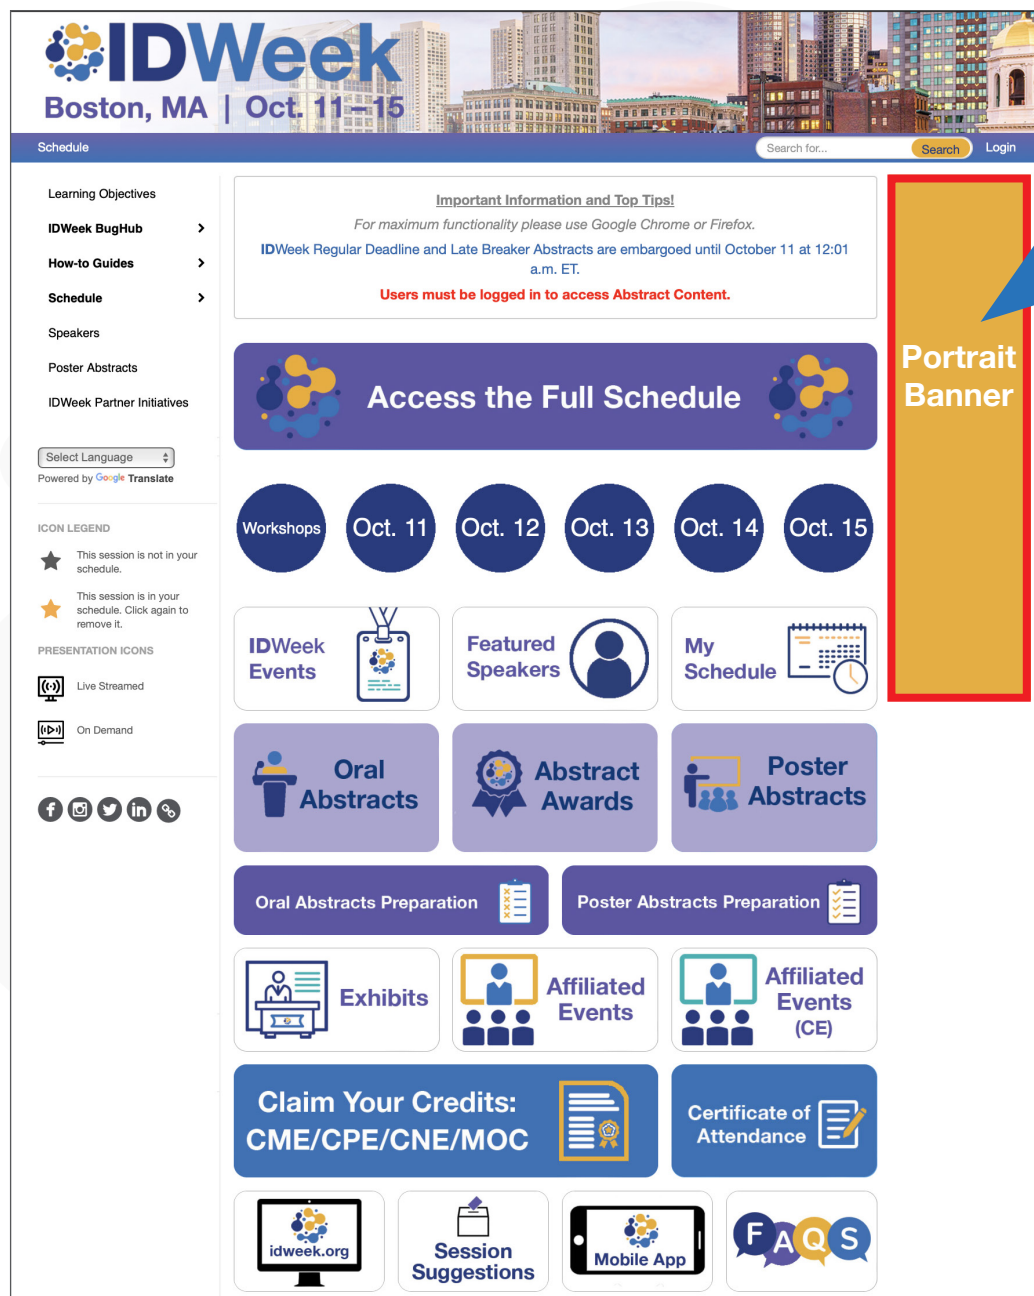 IDWeek
Boston, MA | Oct. 11–15
Schedule
Search for...
Search
Login
Learning Objectives
IDWeek BugHub
How-to Guides
Schedule
Speakers
Poster Abstracts
IDWeek Partner Initiatives
Select Language
Powered by Google Translate
ICON LEGEND
This session is not in your
schedule.
This session is in your
schedule. Click again to
remove it.
PRESENTATION ICONS
Live Streamed
On Demand
Important Information and Top Tips!
For maximum functionality please use Google Chrome or Firefox.
IDWeek Regular Deadline and Late Breaker Abstracts are embargoed until October 11 at 12:01
a.m. ET.
Users must be logged in to access Abstract Content.
Access the Full Schedule
Workshops
Oct. 11
Oct. 12
Oct. 13
Oct. 14
Oct. 15
IDWeek
Events
Featured
Speakers
My
Schedule
Oral
Abstracts
Abstract
Awards
Poster
Abstracts
Oral Abstracts Preparation
Poster Abstracts Preparation
Exhibits
Affiliated
Events
Affiliated
Events
(CE)
Claim Your Credits:
CME/CPE/CNE/MOC
Certificate of
Attendance
idweek.org
Session
Suggestions
Mobile App
FAQS
Portrait
Banner